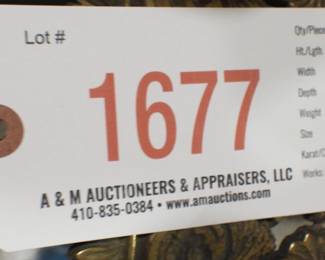 Lot #
1677
A & M AUCTIONEERS & APPRAISERS, LLC
410-835-0384 • www.amauctions.com
Qty/Piece
Ht./Lgth.
Width
Depth
Weight
Size
Karat/C
Works: